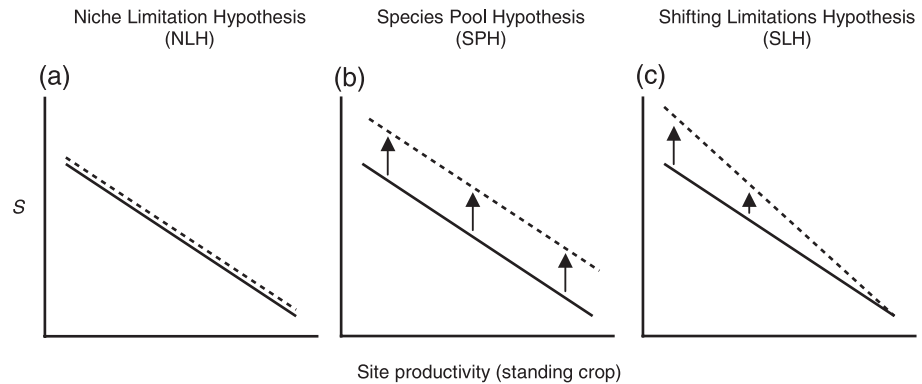 Niche Limitation Hypothesis
(NLH)
Species Pool Hypothesis
(SPH)
Shifting Limitations Hypothesis
(SLH)
(a)
(b)
(c)
S
Site productivity (standing crop)